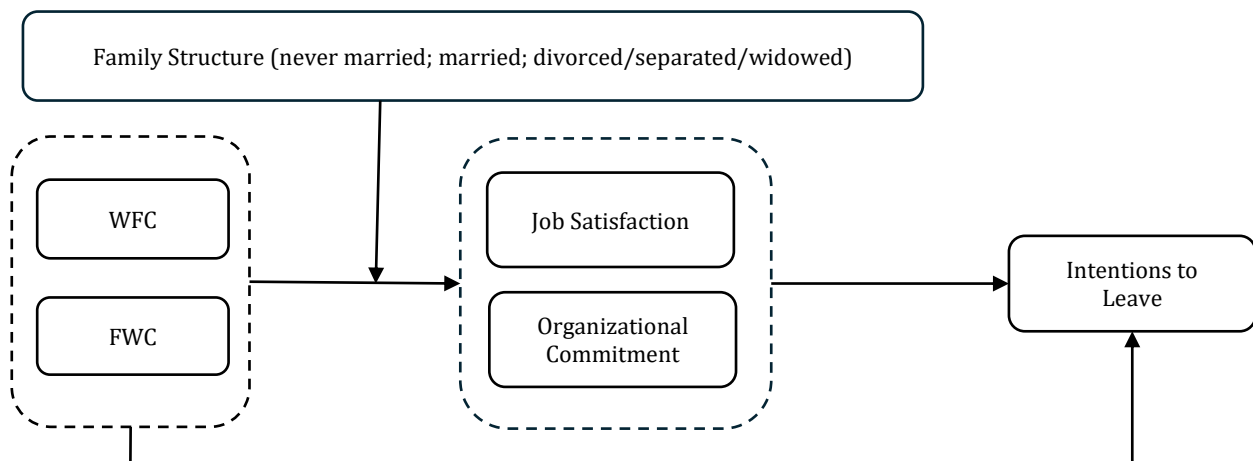 Family Structure (never married; married; divorced/separated/widowed)
WFC
FWC
Job Satisfaction
Organizational
Commitment
Intentions to
Leave